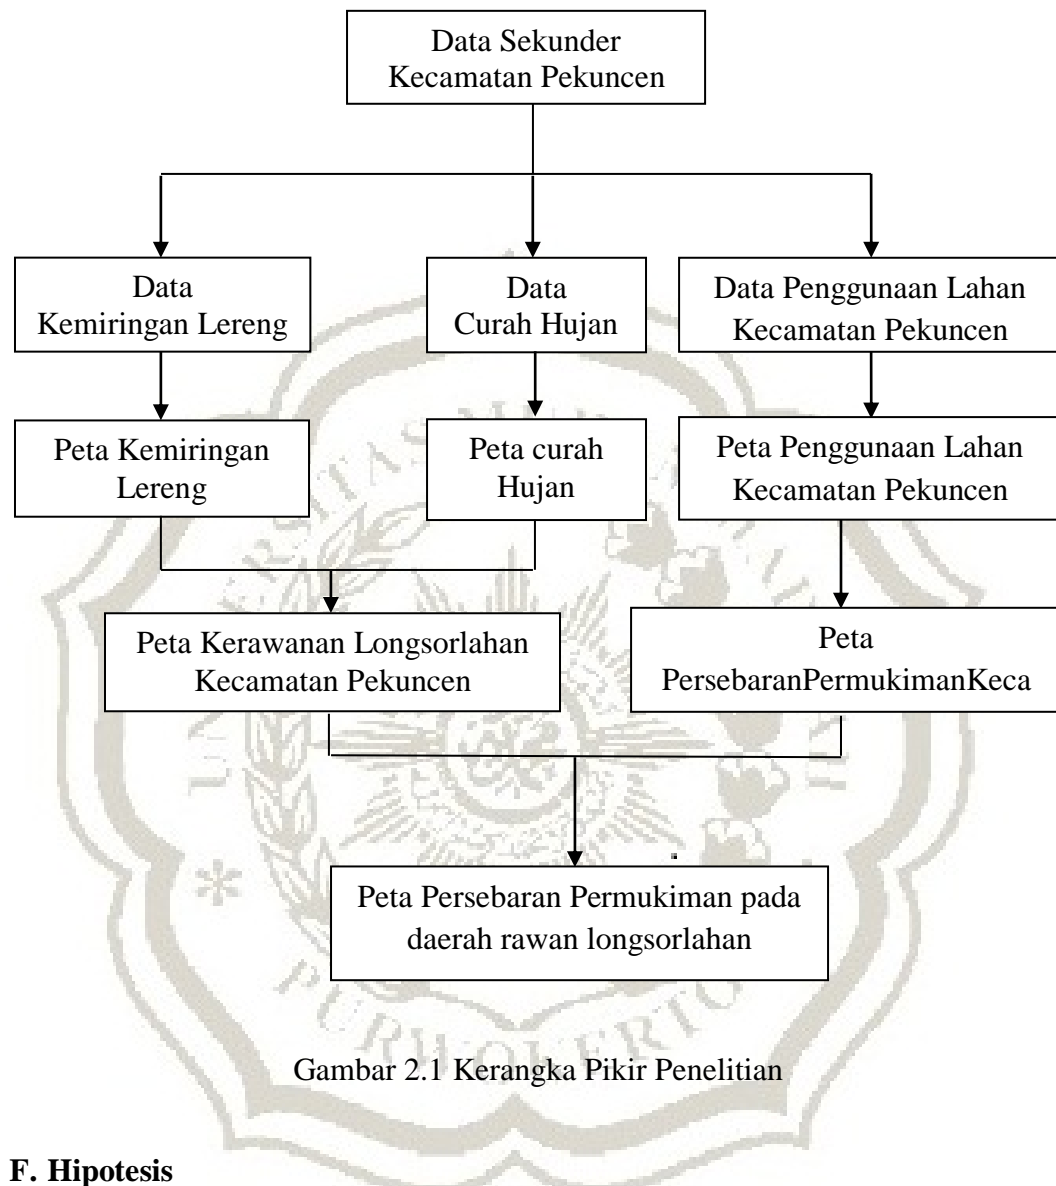 Data Sekunder
Kecamatan Pekuncen
Data
Kemiringan Lereng
Data
Curah Hujan
Data Penggunaan Lahan
Kecamatan Pekuncen
Peta Kemiringan
Lereng
Peta curah
Hujan
Peta Penggunaan Lahan
Kecamatan Pekuncen
Peta Kerawanan Longsorlahan
Kecamatan Pekuncen
Peta
PersebaranPermukimanKeca
Peta Persebaran Permukiman pada
daerah rawan longsorlahan
PURWOKERTO
Gambar 2.1 Kerangka Pikir Penelitian
F. Hipotesis